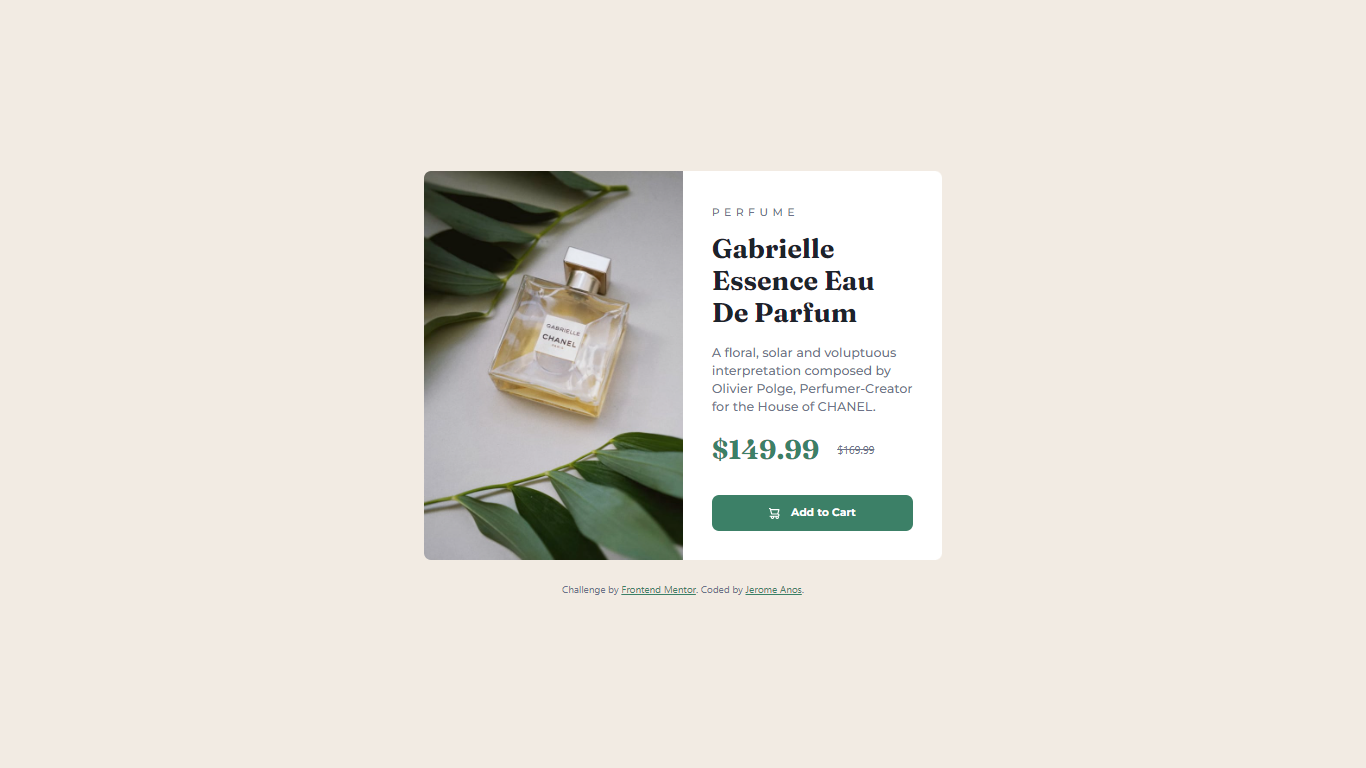 GABRIELLE
CHANEL
PARIS
PERFUME
Gabrielle
Essence Eau
De Parfum
A floral, solar and voluptuous
interpretation composed by
Olivier Polge, Perfumer-Creator
for the House of CHANEL.
$149.99 $169.99
Add to Cart
Challenge by Frontend Mentor. Coded by Jerome Anos.